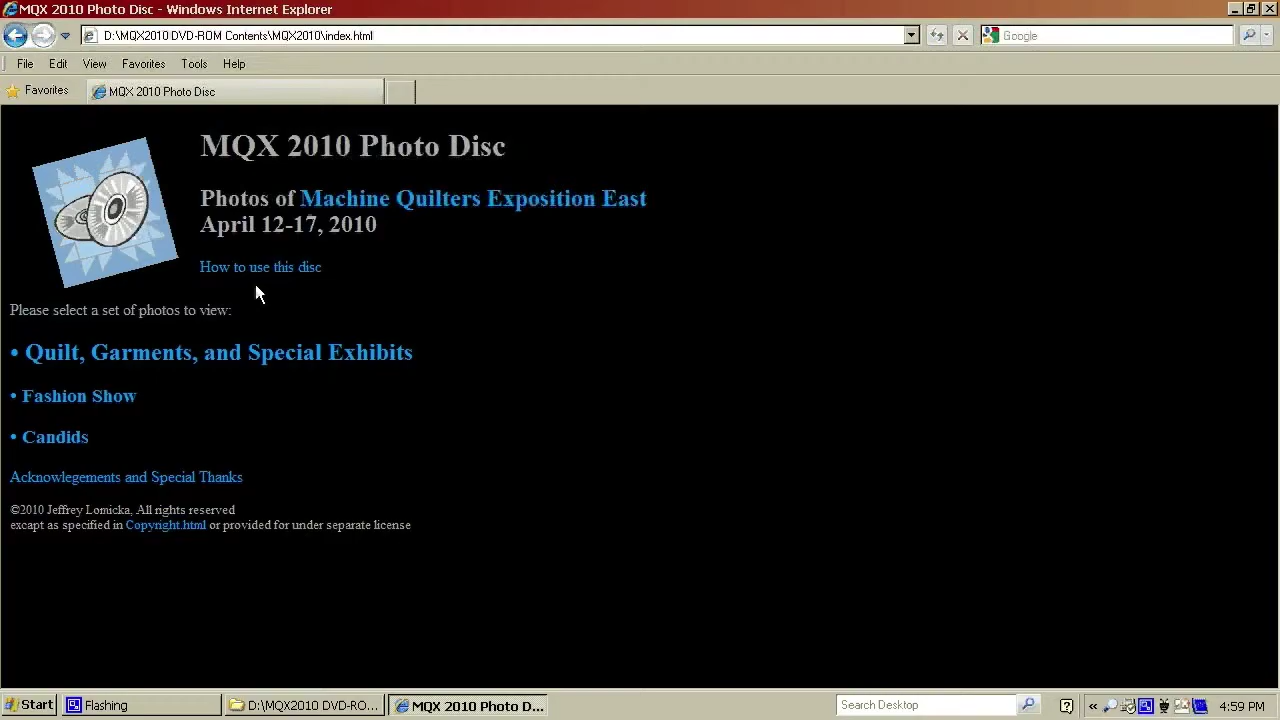 MQX 2010 Photo Disc - Windows Internet Explorer
D:\MQX2010 DVD-ROM Contents\MQX2010\index.html
Google
File Edit View Favorites Tools Help
Favorites MQX 2010 Photo Disc
MQX 2010 Photo Disc
Photos of Machine Quilters Exposition East
April 12-17, 2010
How to use this disc
Please select a set of photos to view:
• Quilt, Garments, and Special Exhibits
• Fashion Show
• Candids
Acknowlegements and Special Thanks
©2010 Jeffrey Lomicka, All rights reserved
excapt as specified in Copyright.html or provided for under separate license
Start Flashing D:\MQX2010 DVD-RO... MQX 2010 Photo D... Search Desktop « 4:59 PM